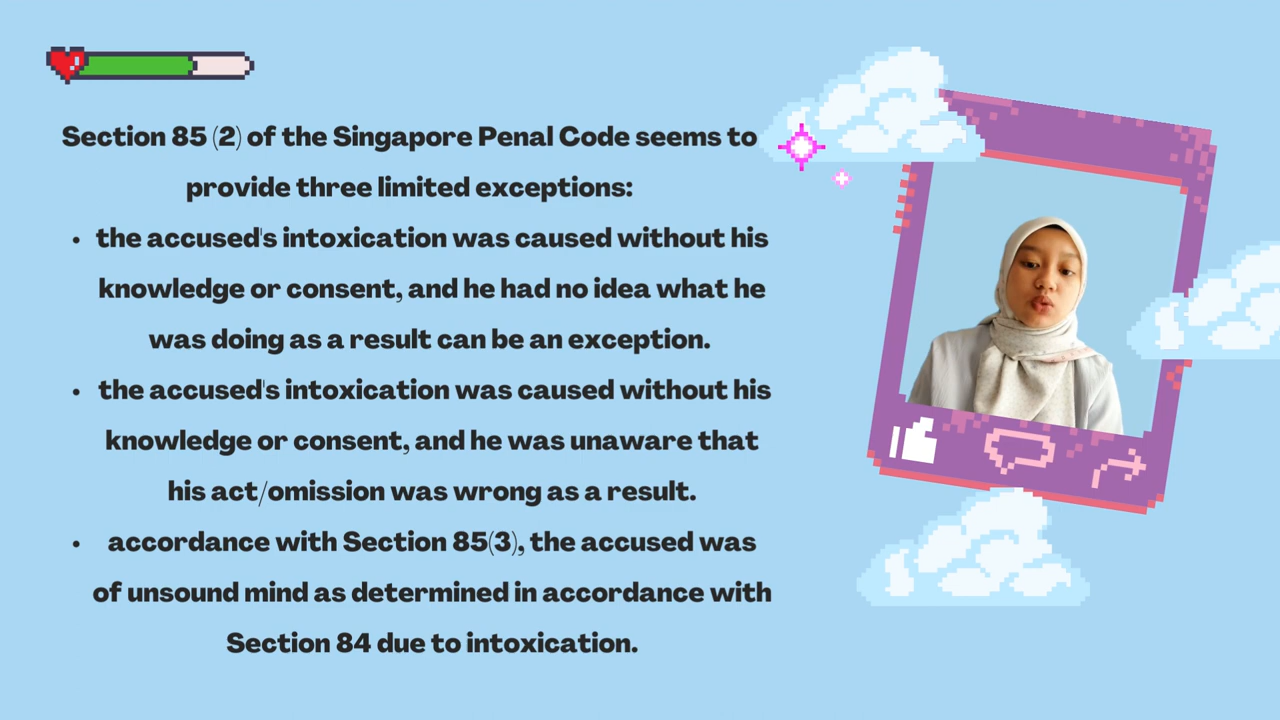 Section 85 (2) of the Singapore Penal Code seems to
provide three limited exceptions:
• the accused's intoxication was caused without his
knowledge or consent, and he had no idea what he
was doing as a result can be an exception.
• the accused's intoxication was caused without his
knowledge or consent, and he was unaware that
his act/omission was wrong as a result.
• accordance with Section 85(3), the accused was
of unsound mind as determined in accordance with
Section 84 due to intoxication.